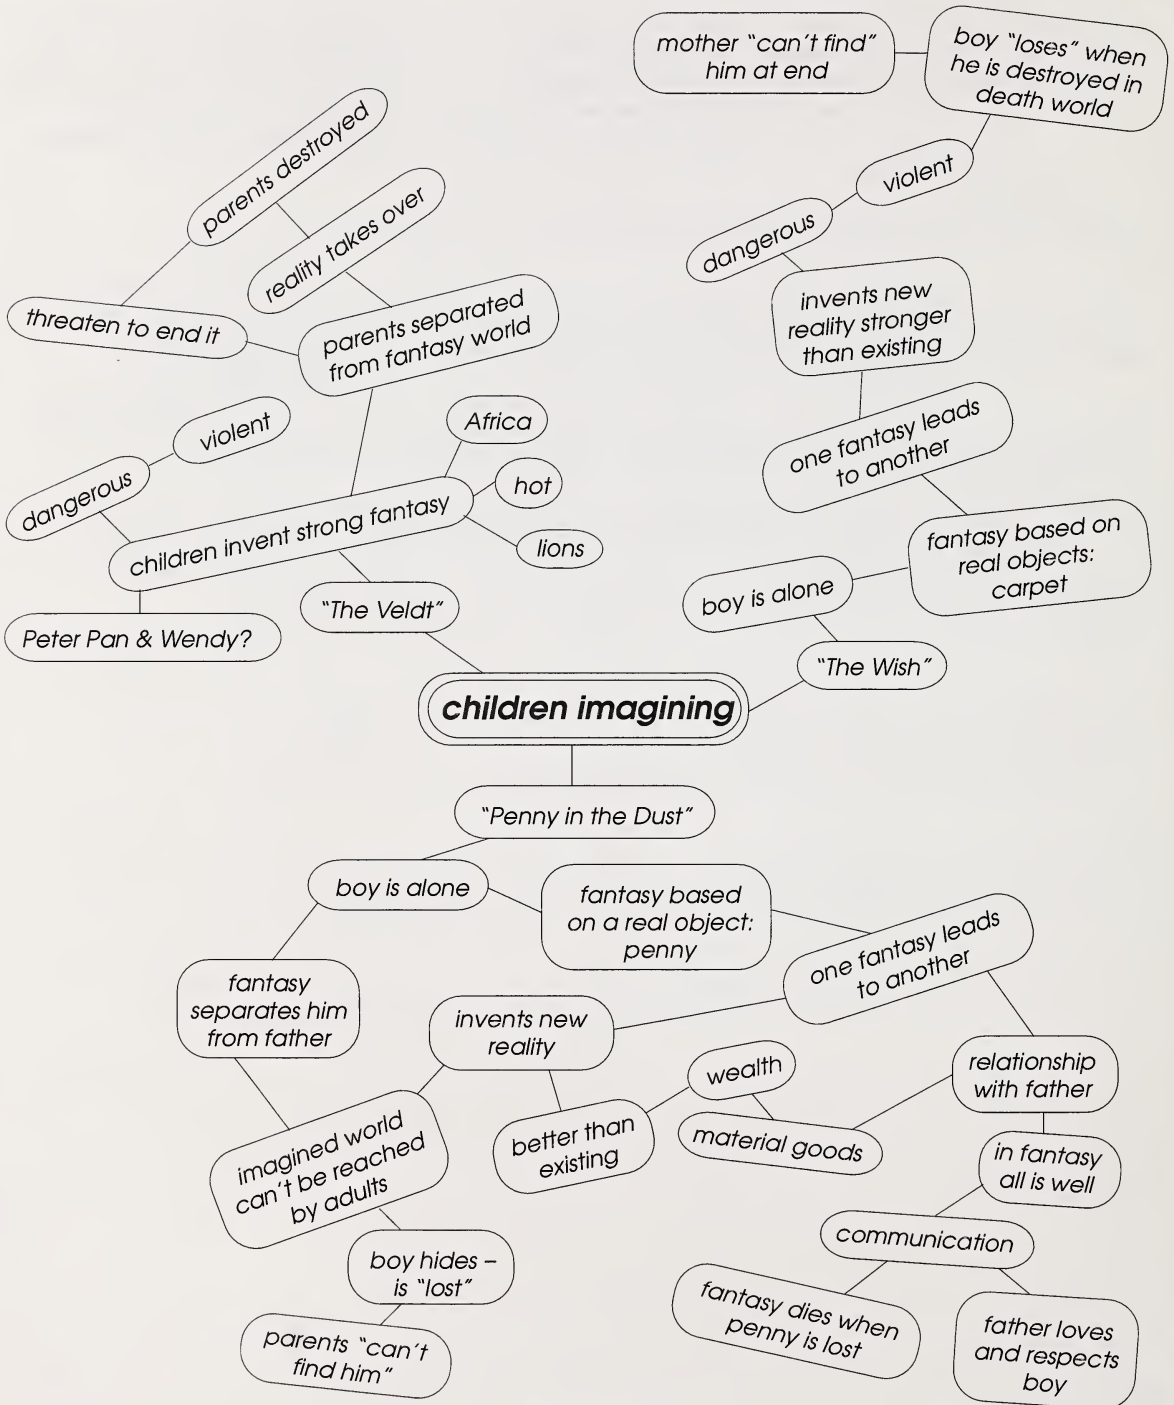 mother “can’t find”
him at end
boy “loses” when
he is destroyed in
death world
violent
dangerous
invents new
reality stronger
than existing
one fantasy leads
to another
fantasy based on
real objects:
carpet
boy is alone
“The Wish”
parents destroyed
reality takes over
threaten to end it
parents separated
from fantasy world
Africa
hot
lions
violent
dangerous
children invent strong fantasy
Peter Pan & Wendy?
“The Veldt”
children imagining
“Penny in the Dust”
boy is alone
fantasy based
on a real object:
penny
one fantasy leads
to another
fantasy
separates him
from father
invents new
reality
wealth
relationship
with father
better than
existing
material goods
imagined world
can’t be reached
by adults
in fantasy
all is well
communication
boy hides –
is “lost”
parents “can’t
find him”
fantasy dies when
penny is lost
father loves
and respects
boy